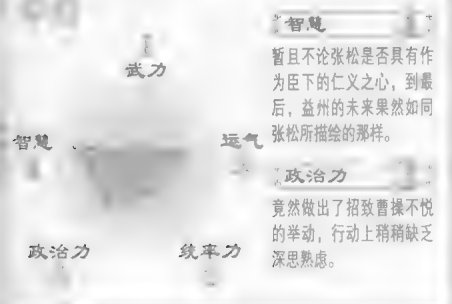 武力
智慧
运气
政治力
统率力
智慧
暂且不论张松是否具有作
为臣下的仁义之心，到最
后，益州的未来果然如同
张松所描绘的那样。
政治力
竟然做出了招致曹操不悦
的举动，行动上稍稍缺乏
深思熟虑。